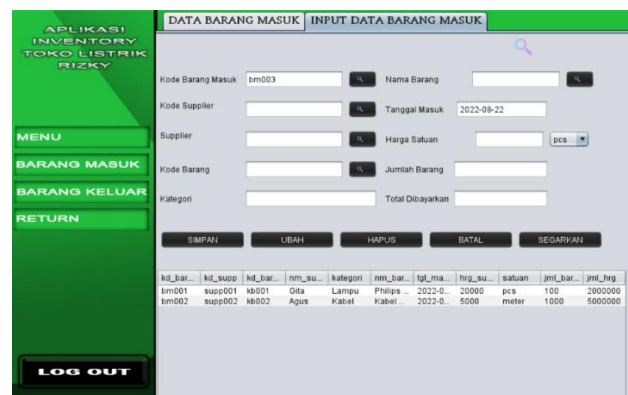 APLIKASI
INVENTORY
TOKO LISTRIK
RIZKY
MENU
BARANG MASUK
BARANG KELUAR
RETURN
LOG OUT
DATA BARANG MASUK INPUT DATA BARANG MASUK
Kode Barang Masuk bm003 Nama Barang
Kode Supplier Tanggal Masuk 2022-08-22
Supplier Harga Satuan pcs
Kode Barang Jumlah Barang
Kategori Total Dibayarkan
SIMPAN UBAH HAPUS BATAL SEGARKAN
kd_bar... kd_supp kd_bar... nm_su... kategori nm_bar... tgl_ma... hrg_su... satuan jml_bar... jml_hrg
bm001 supp001 kb001 Gita Lampu Philips ... 2022-0... 20000 pcs 100 2000000
bm002 supp002 kb002 Agus Kabel Kabel ... 2022-0... 5000 meter 1000 5000000